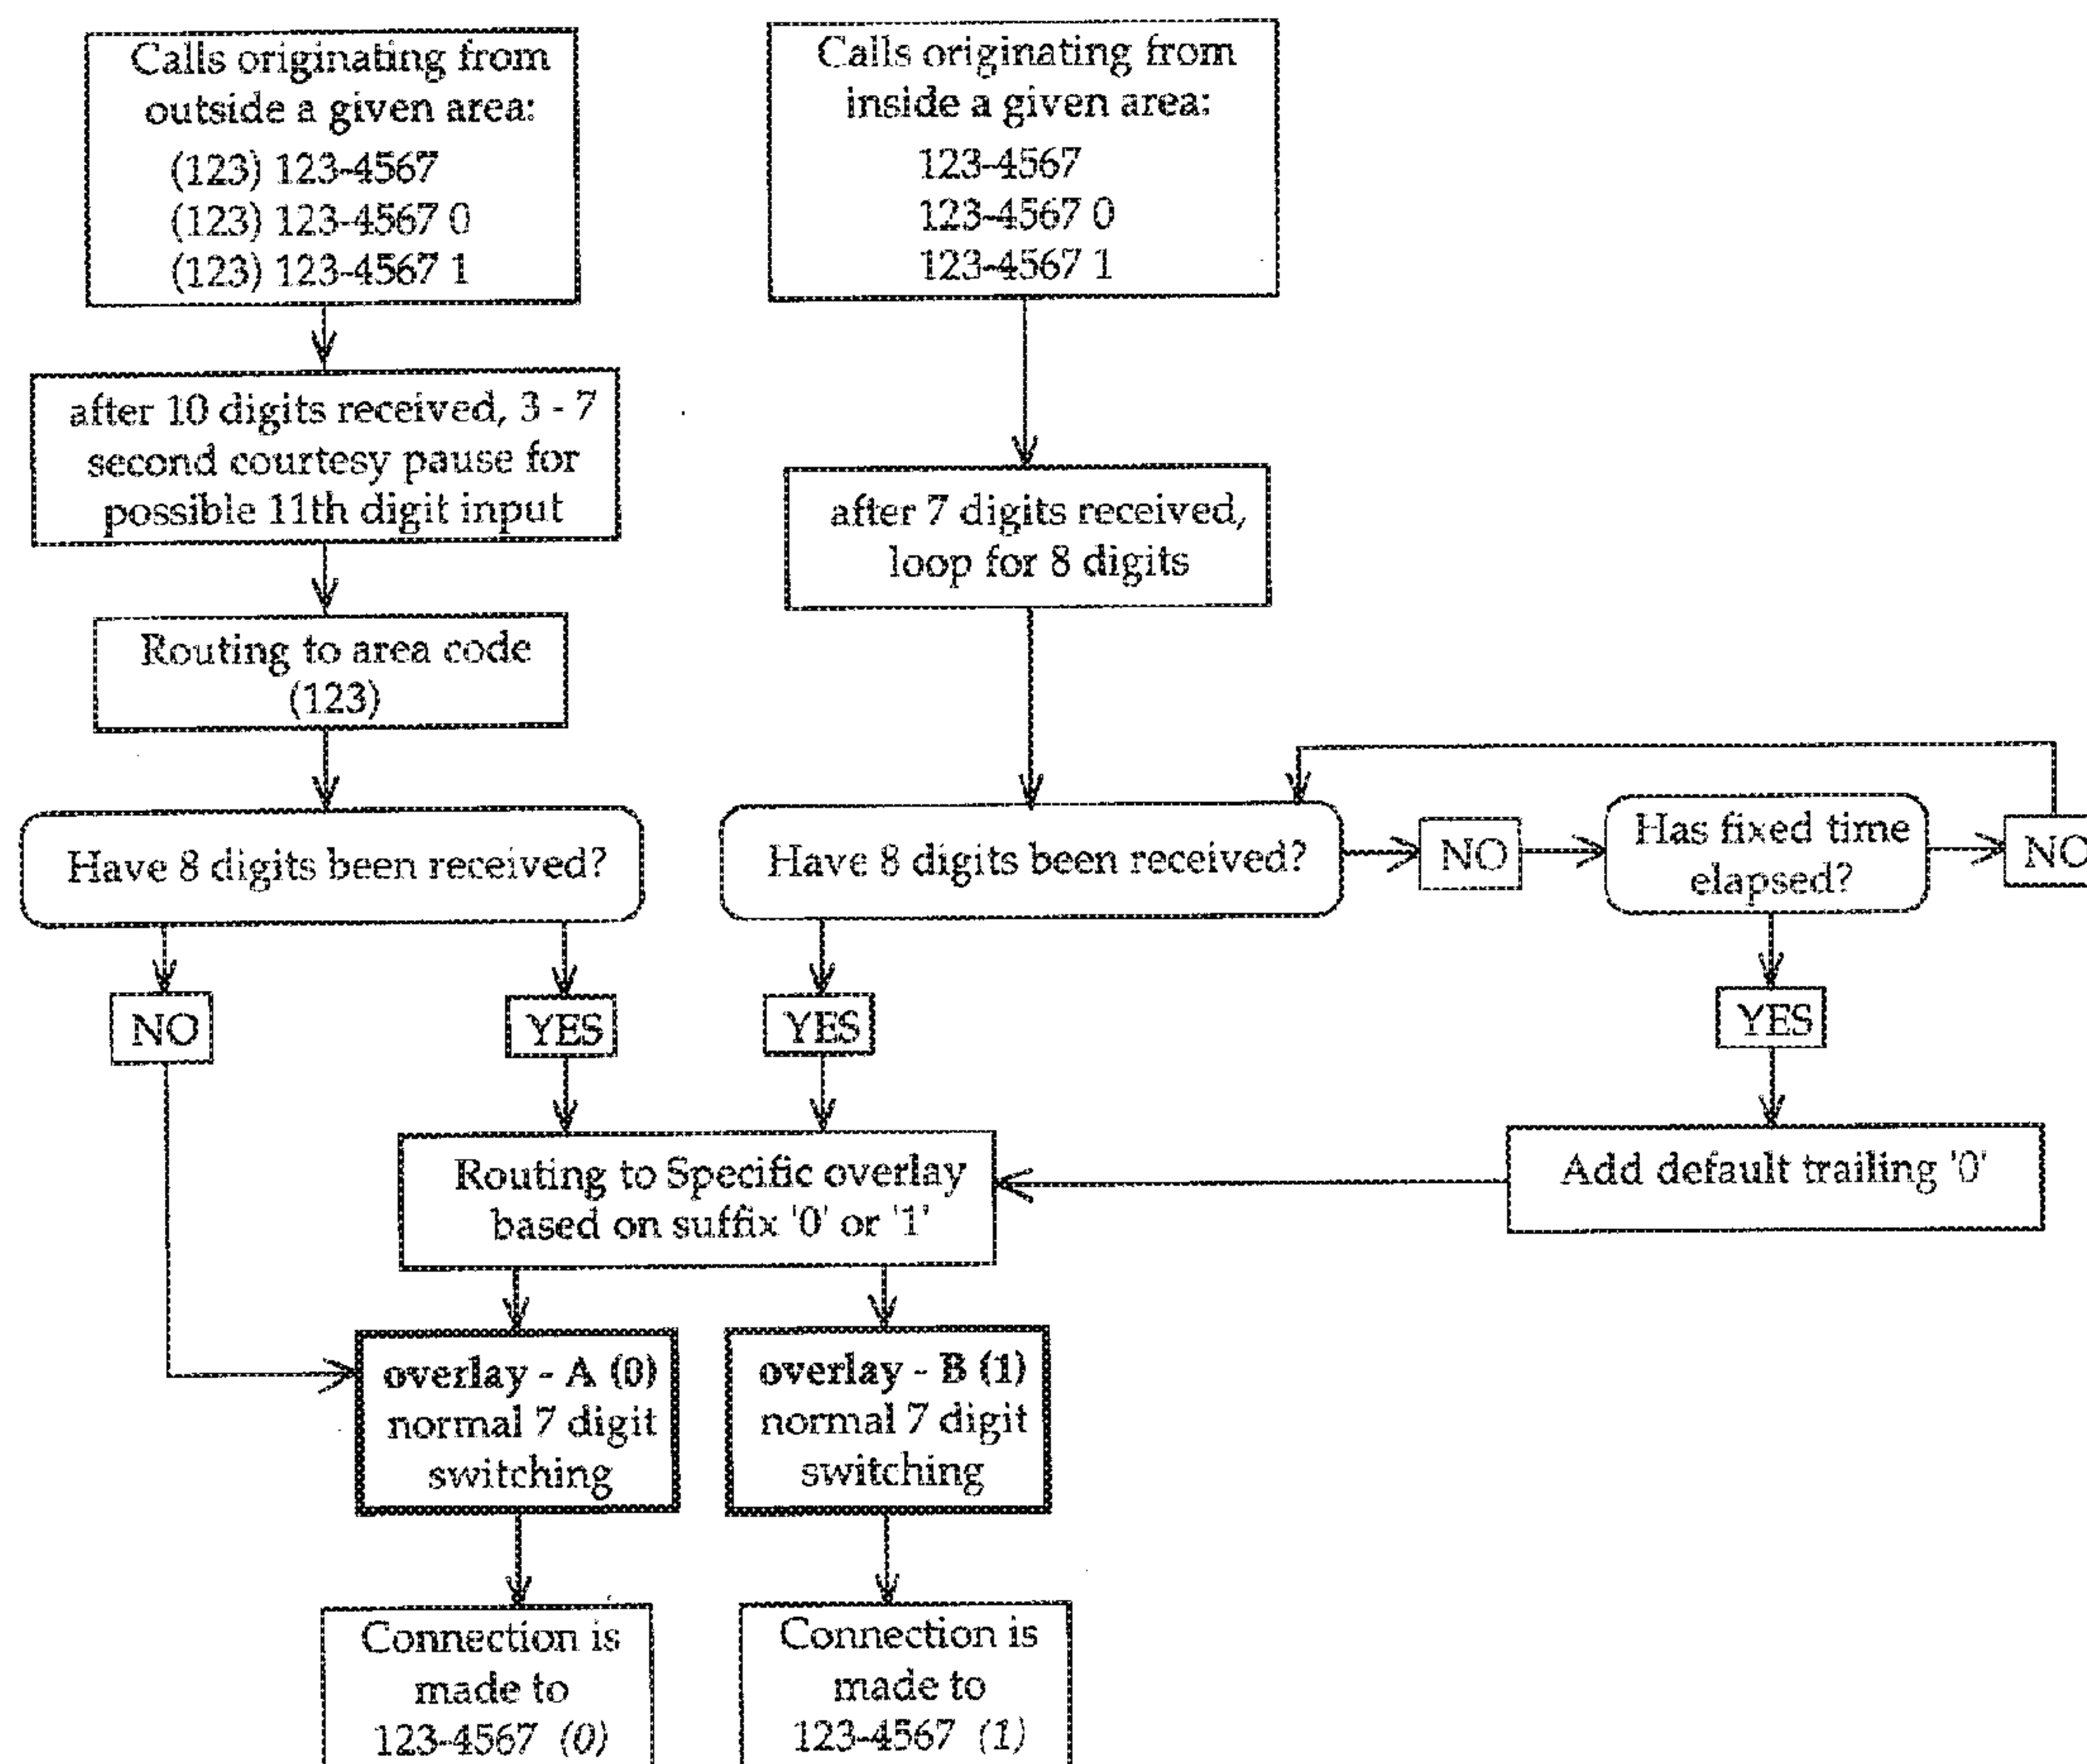 Calls originating from
outside a given area:
(123) 123-4567
(123) 123-4567 0
(123) 123-4567 1
Calls originating from
inside a given area:
123-4567
123-4567 0
123-4567 1
after 10 digits received, 3 - 7
second courtesy pause for
possible 11th digit input
after 7 digits received,
loop for 8 digits
Routing to area code
(123)
Have 8 digits been received?
Have 8 digits been received?
NO
Has fixed time
elapsed?
NO
NO
YES
YES
YES
Routing to Specific overlay
based on suffix '0' or '1'
Add default trailing '0'
overlay - A (0)
normal 7 digit
switching
overlay - B (1)
normal 7 digit
switching
Connection is
made to
123-4567 (0)
Connection is
made to
123-4567 (1)